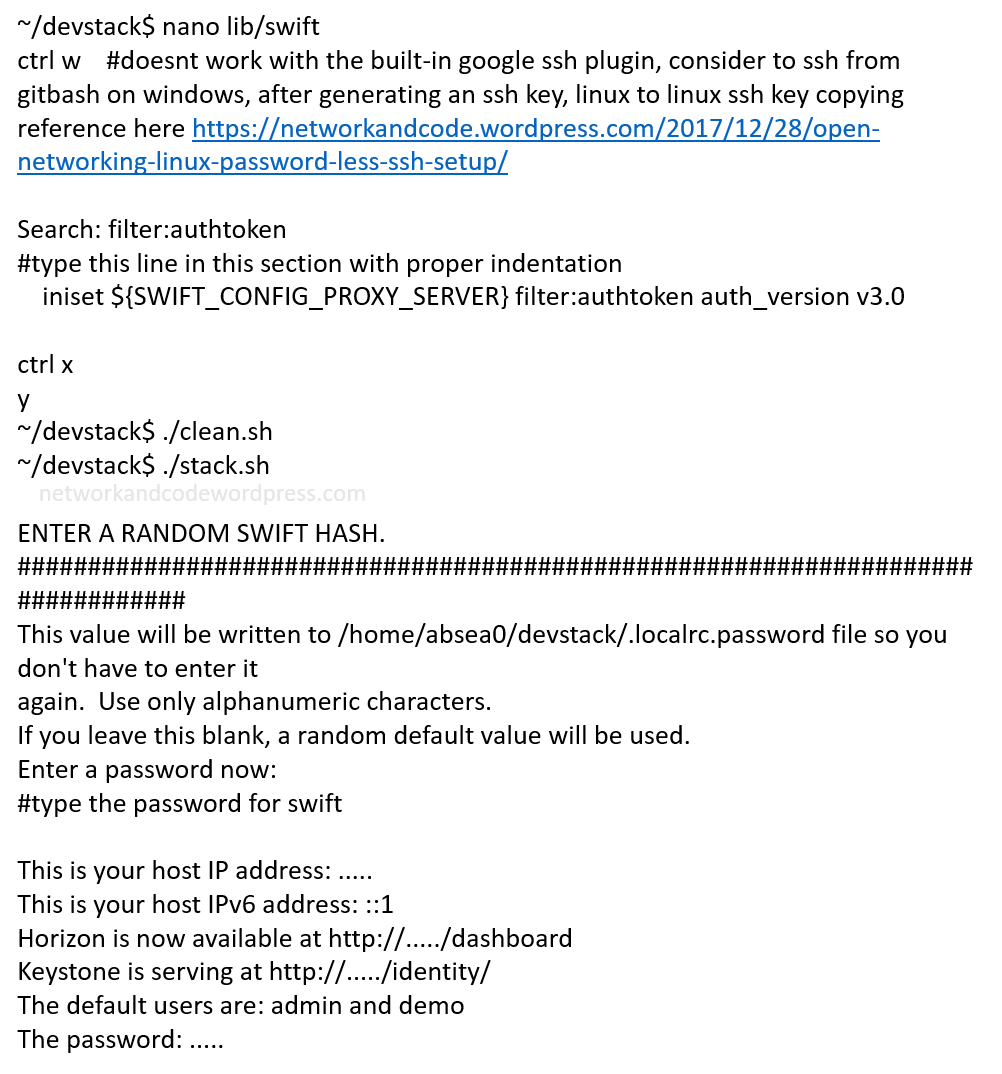 ~/devstack$ nano lib/swift
ctrl w    #doesnt work with the built-in google ssh plugin, consider to ssh from
gitbash on windows, after generating an ssh key, linux to linux ssh key copying
reference here https://networkandcode.wordpress.com/2017/12/28/open-
networking-linux-password-less-ssh-setup/

Search: filter:authtoken
#type this line in this section with proper indentation
    iniset ${SWIFT_CONFIG_PROXY_SERVER} filter:authtoken auth_version v3.0

ctrl x
y
~/devstack$ ./clean.sh
~/devstack$ ./stack.sh
networkandcodewordpress.com
ENTER A RANDOM SWIFT HASH.
####################################################################
############
This value will be written to /home/absea0/devstack/.localrc.password file so you
don't have to enter it
again.  Use only alphanumeric characters.
If you leave this blank, a random default value will be used.
Enter a password now:
#type the password for swift

This is your host IP address: .....
This is your host IPv6 address: ::1
Horizon is now available at http://...../dashboard
Keystone is serving at http://...../identity/
The default users are: admin and demo
The password: .....